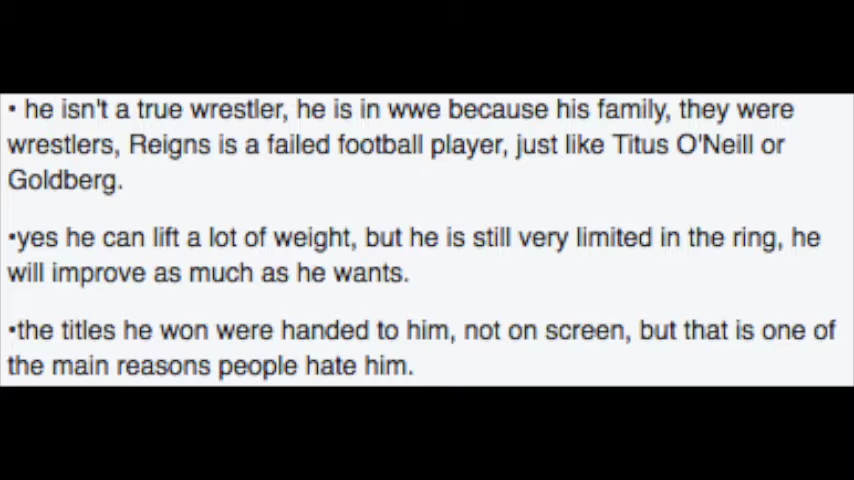 • he isn't a true wrestler, he is in wwe because his family, they were
wrestlers, Reigns is a failed football player, just like Titus O'Neill or
Goldberg.
•yes he can lift a lot of weight, but he is still very limited in the ring, he
will improve as much as he wants.
•the titles he won were handed to him, not on screen, but that is one of
the main reasons people hate him.